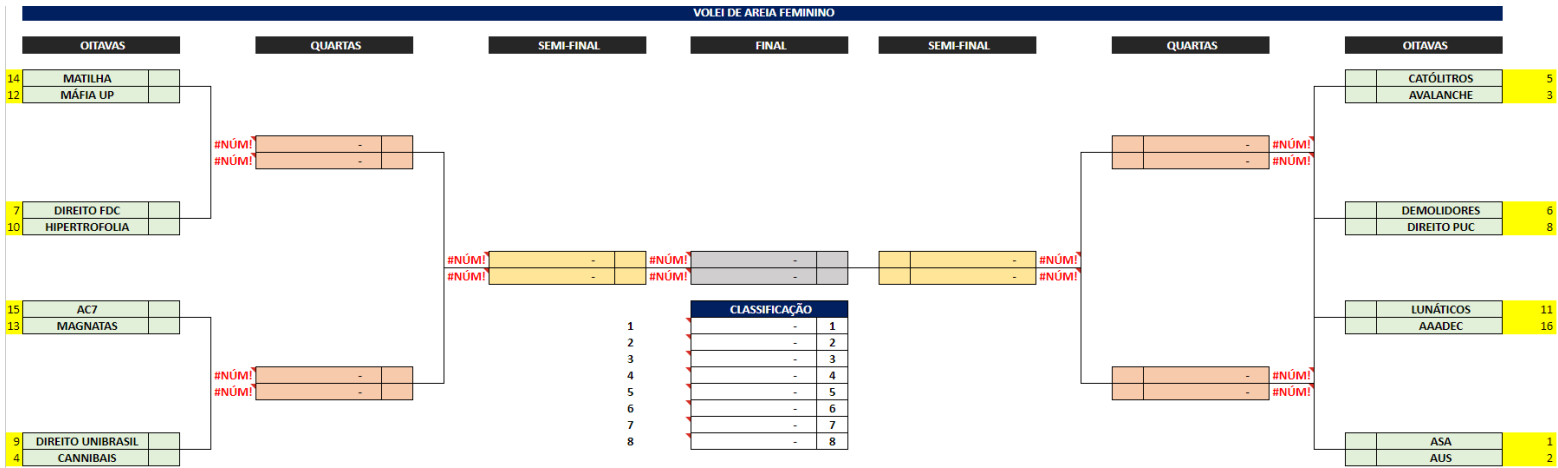 VOLEI DE AREIA FEMININO
OITAVAS QUARTAS SEMI-FINAL FINAL SEMI-FINAL QUARTAS OITAVAS
14 MATILHA CATÓLITROS 5
12 MÁFIA UP AVALANCHE 3
#NÚM! - - #NÚM!
#NÚM! - - #NÚM!
7 DIREITO FDC DEMOLIDORES 6
10 HIPERTROFOLIA DIREITO PUC 8
#NÚM! - #NÚM! - - #NÚM!
#NÚM! - #NÚM! - - #NÚM!
15 AC7 CLASSIFICAÇÃO LUNÁTICOS 11
13 MAGNATAS 1 - 1 AAADEC 16
2 - 2
3 - 3
#NÚM! - 4 - 4 - #NÚM!
#NÚM! - 5 - 5 - #NÚM!
6 - 6
7 - 7
9 DIREITO UNIBRASIL 8 - 8 ASA 1
4 CANNIBAIS AUS 2